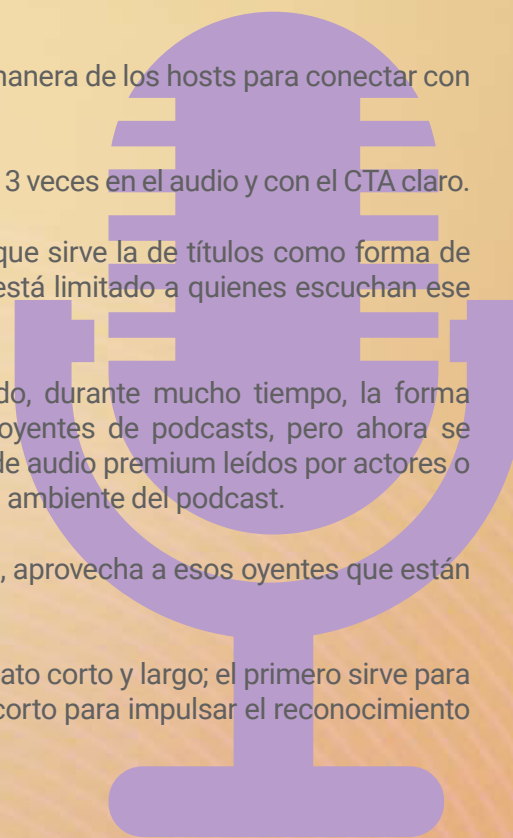 manera de los hosts para conectar con
3 veces en el audio y con el CTA claro.
que sirve la de títulos como forma de
está limitado a quienes escuchan ese
do, durante mucho tiempo, la forma
oyentes de podcasts, pero ahora se
de audio premium leídos por actores o
ambiente del podcast.
, aprovecha a esos oyentes que están
ato corto y largo; el primero sirve para
corto para impulsar el reconocimiento